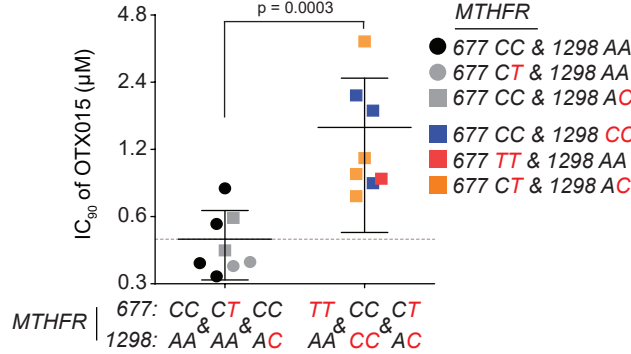 4.8
2.4
1.2
0.6
0.3
IC90 of OTX015 (µM)
p = 0.0003
MTHFR
677 CC & 1298 AA
677 CT & 1298 AA
677 CC & 1298 AC
677 CC & 1298 CC
677 TT & 1298 AA
677 CT & 1298 AC
MTHFR
677: CC CT CC TT CC CT
& & & &
1298: AA AA AC AA CC AC